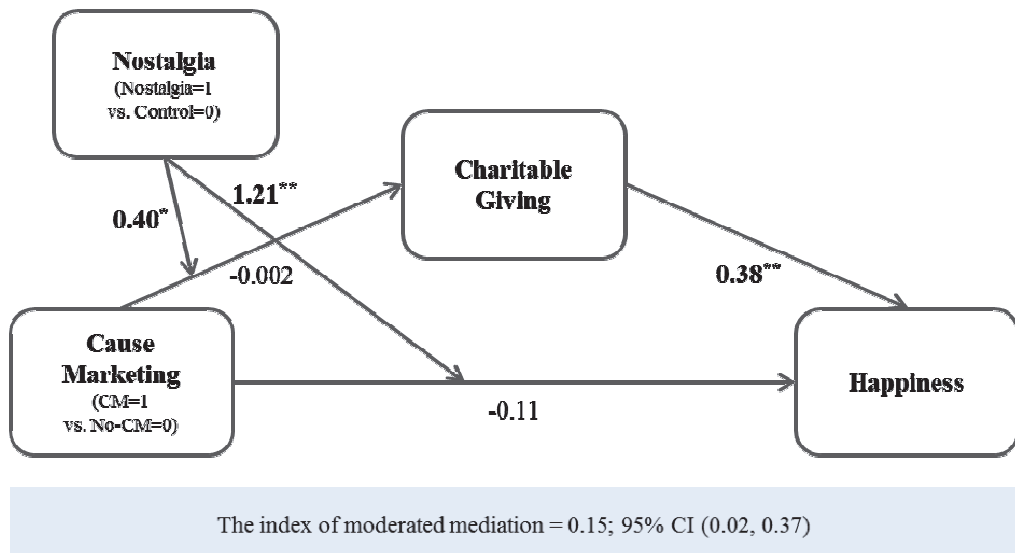 Nostalgia
(Nostalgia=1
vs. Control=0)
Charitable
Giving
1.21**
0.40*
-0.002
0.38**
Cause
Marketing
(CM=1
vs. No-CM=0)
Happiness
-0.11
The index of moderated mediation = 0.15; 95% CI (0.02, 0.37)